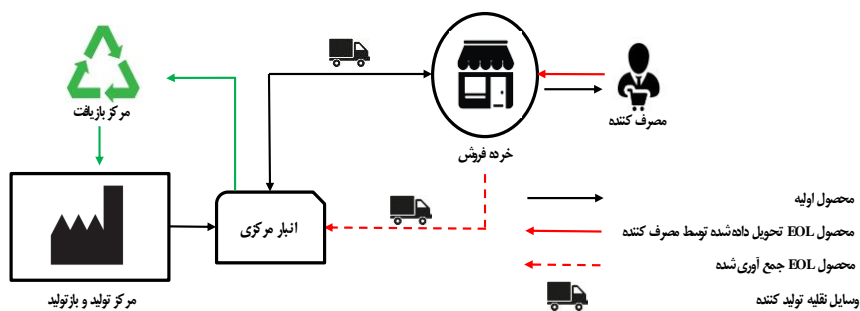 مرکز بازیافت
مصرف کننده
خرده فروش
انبار مرکزی
مرکز تولید و بازتولید
محصول اولیه
محصول EOL تحویل داده‌شده توسط مصرف کننده
محصول EOL جمع آوری‌شده
وسایل نقلیه تولید کننده